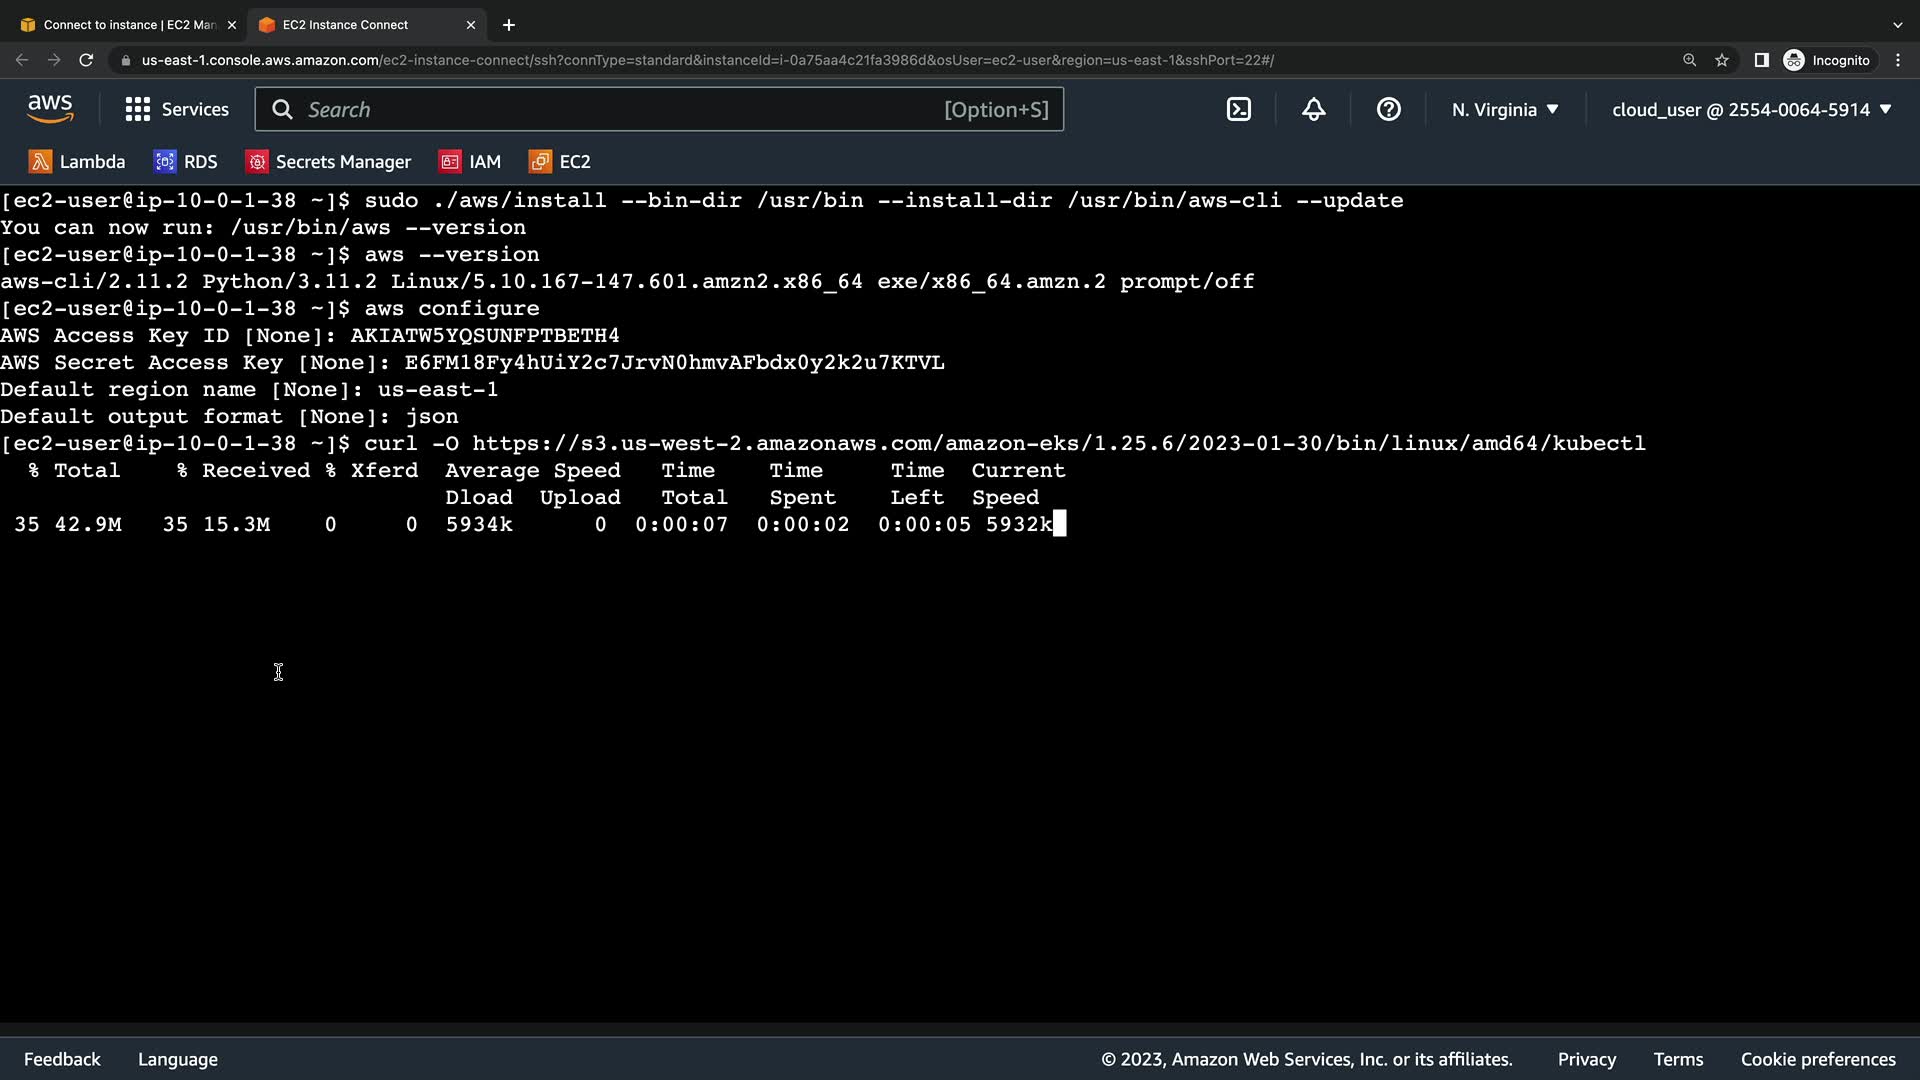 Connect to instance | EC2 Man
EC2 Instance Connect
us-east-1.console.aws.amazon.com/ec2-instance-connect/ssh?connType=standard&instanceId=i-0a75aa4c21fa3986d&osUser=ec2-user&region=us-east-1&sshPort=22#/
Incognito
aws
Services
Search
[Option+S]
N. Virginia
cloud_user @ 2554-0064-5914
Lambda
RDS
Secrets Manager
IAM
EC2
[ec2-user@ip-10-0-1-38 ~]$ sudo ./aws/install --bin-dir /usr/bin --install-dir /usr/bin/aws-cli --update
You can now run: /usr/bin/aws --version
[ec2-user@ip-10-0-1-38 ~]$ aws --version
aws-cli/2.11.2 Python/3.11.2 Linux/5.10.167-147.601.amzn2.x86_64 exe/x86_64.amzn.2 prompt/off
[ec2-user@ip-10-0-1-38 ~]$ aws configure
AWS Access Key ID [None]: AKIATW5YQSUNFPTBETH4
AWS Secret Access Key [None]: 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
Default region name [None]: us-east-1
Default output format [None]: json
[ec2-user@ip-10-0-1-38 ~]$ curl -O https://s3.us-west-2.amazonaws.com/amazon-eks/1.25.6/2023-01-30/bin/linux/amd64/kubectl
% Total % Received % Xferd Average Speed Time Time Time Current
Dload Upload Total Spent Left Speed
35 42.9M 35 15.3M 0 0 5934k 0 0:00:07 0:00:02 0:00:05 5932k
Feedback
Language
© 2023, Amazon Web Services, Inc. or its affiliates.
Privacy
Terms
Cookie preferences